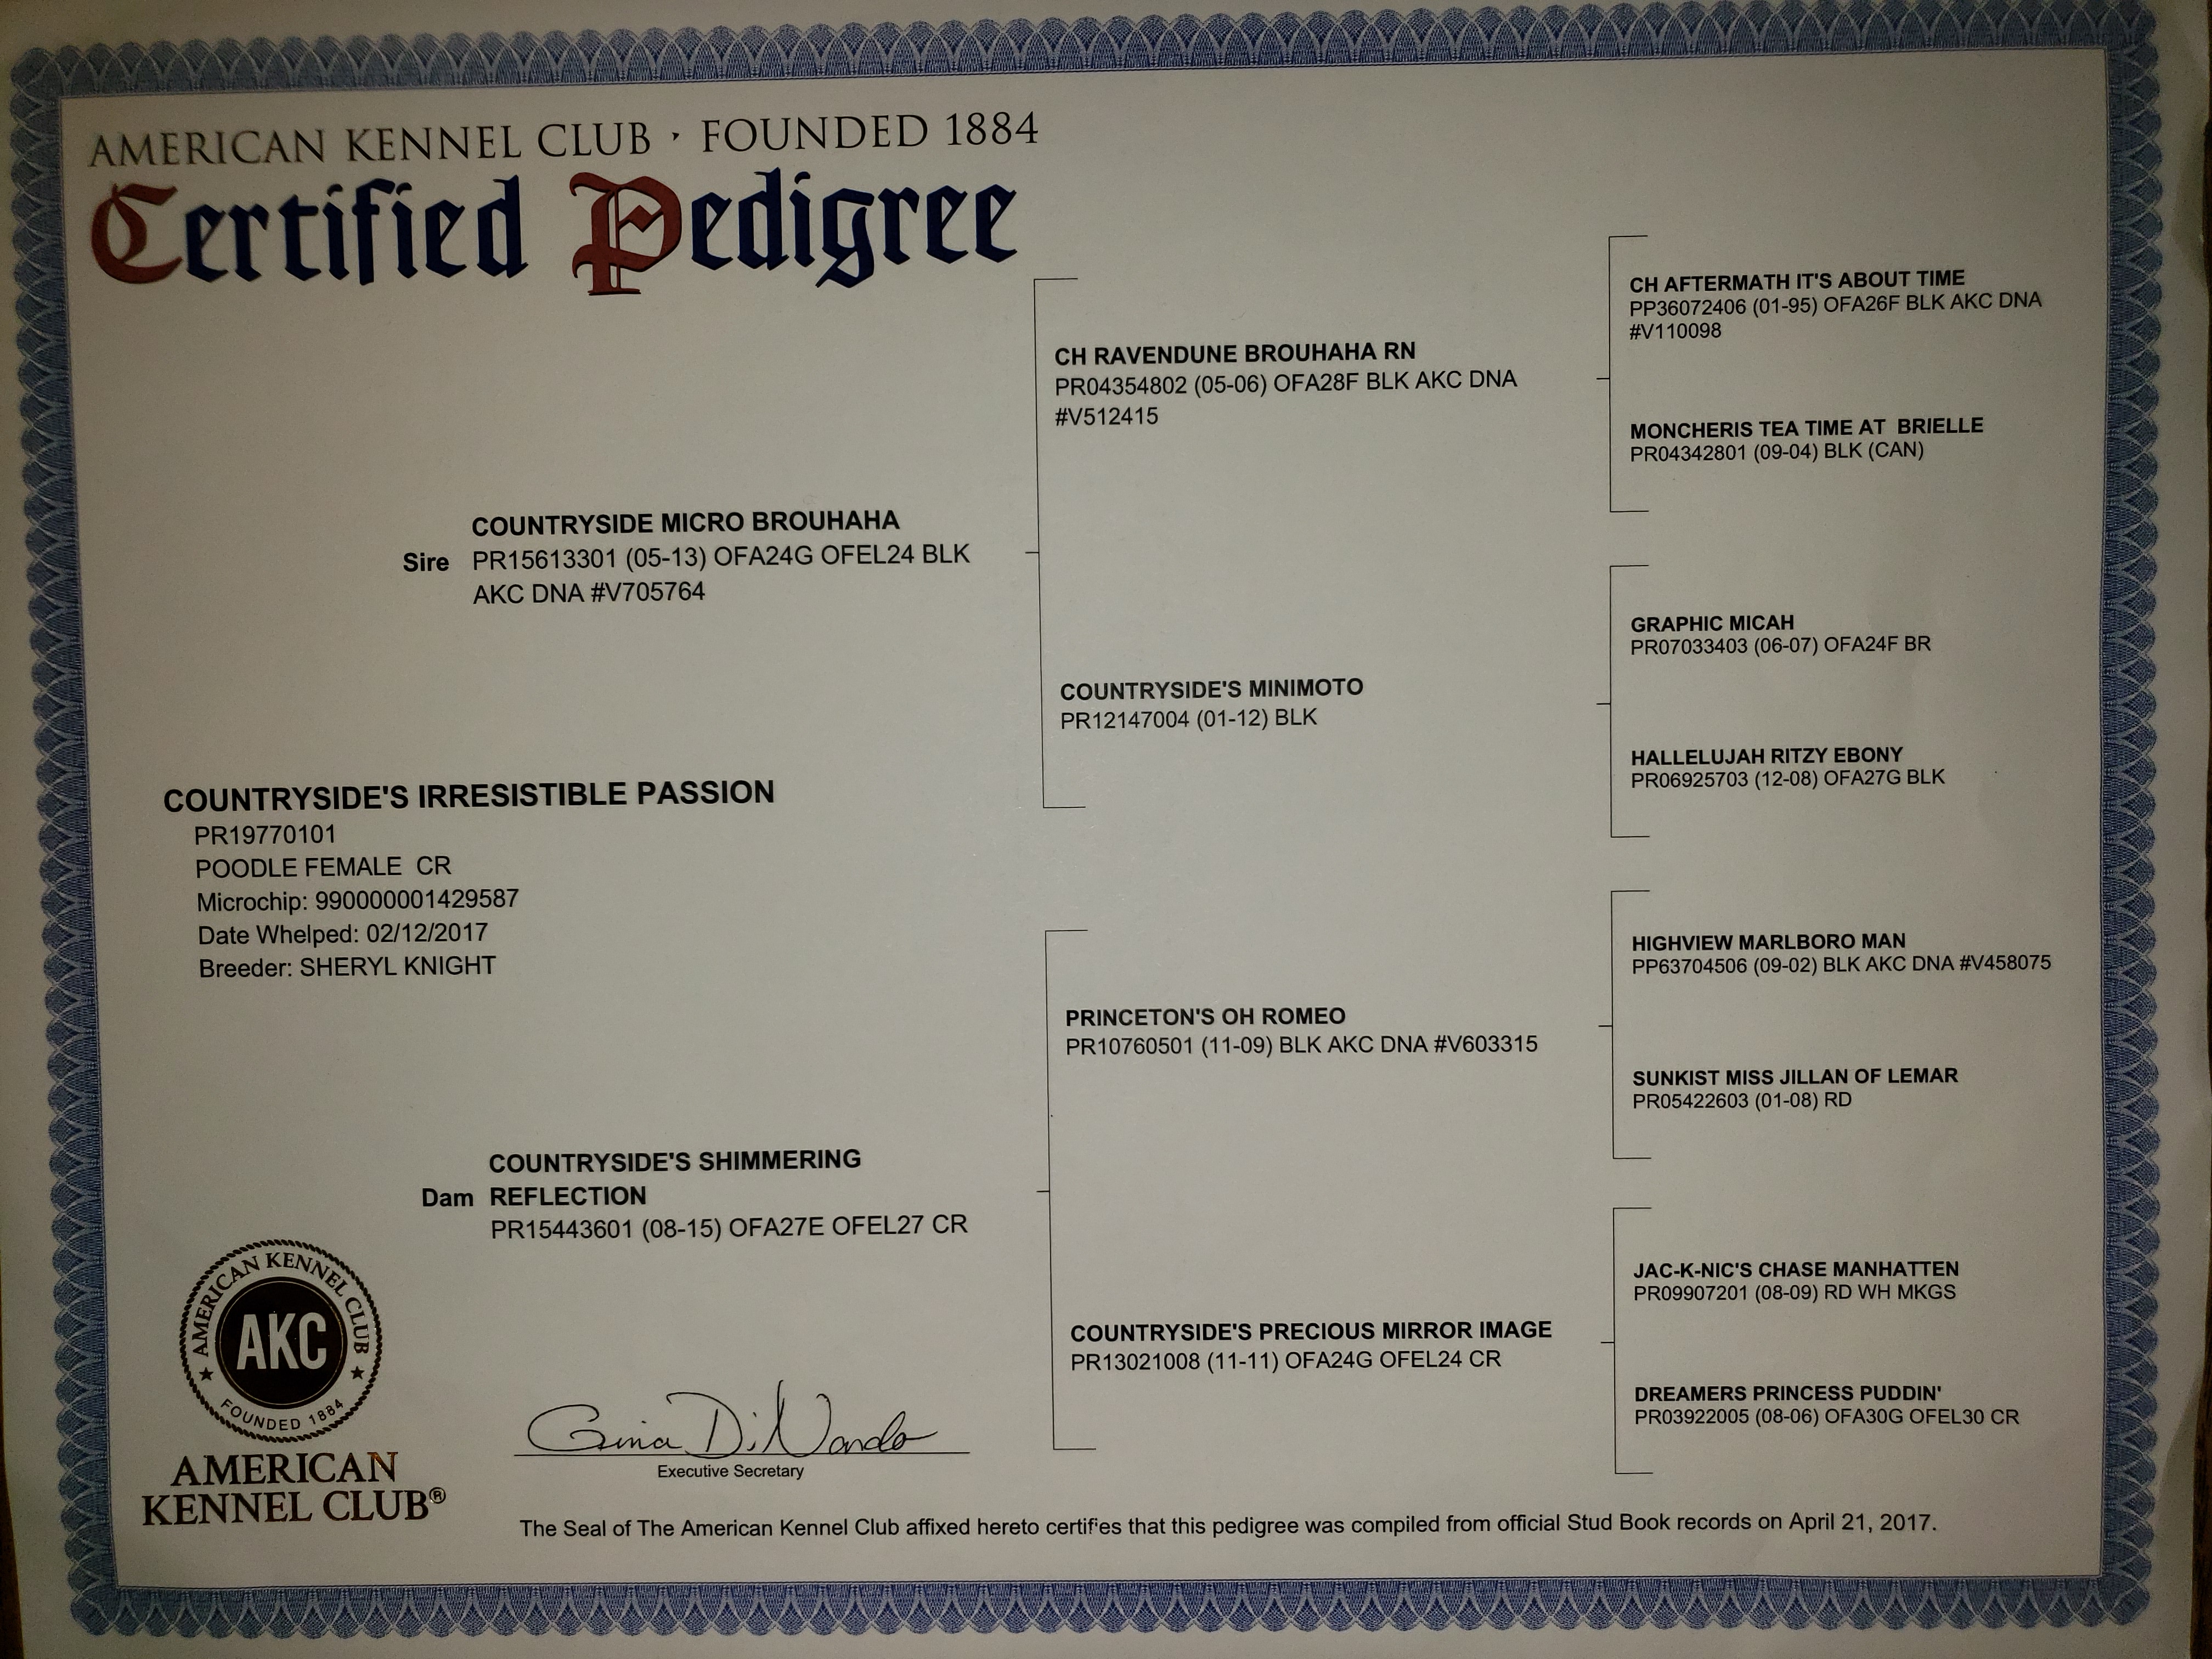 AMERICAN KENNEL CLUB · FOUNDED 1884
Certified Pedigree
CH AFTERMATH IT'S ABOUT TIME
PP36072406 (01-95) OFA26F BLK AKC DNA
#V110098
CH RAVENDUNE BROUHAHA RN
PR04354802 (05-06) OFA28F BLK AKC DNA
#V512415
MONCHERIS TEA TIME AT  BRIELLE
PR04342801 (09-04) BLK (CAN)
COUNTRYSIDE MICRO BROUHAHA
Sire PR15613301 (05-13) OFA24G OFEL24 BLK
AKC DNA #V705764
GRAPHIC MICAH
PR07033403 (06-07) OFA24F BR
COUNTRYSIDE'S MINIMOTO
PR12147004 (01-12) BLK
HALLELUJAH RITZY EBONY
PR06925703 (12-08) OFA27G BLK
COUNTRYSIDE'S IRRESISTIBLE PASSION
PR19770101
POODLE FEMALE  CR
Microchip: 990000001429587
Date Whelped: 02/12/2017
Breeder: SHERYL KNIGHT
HIGHVIEW MARLBORO MAN
PP63704506 (09-02) BLK AKC DNA #V458075
PRINCETON'S OH ROMEO
PR10760501 (11-09) BLK AKC DNA #V603315
SUNKIST MISS JILLAN OF LEMAR
PR05422603 (01-08) RD
COUNTRYSIDE'S SHIMMERING
Dam REFLECTION
PR15443601 (08-15) OFA27E OFEL27 CR
JAC-K-NIC'S CHASE MANHATTEN
PR09907201 (08-09) RD WH MKGS
COUNTRYSIDE'S PRECIOUS MIRROR IMAGE
PR13021008 (11-11) OFA24G OFEL24 CR
DREAMERS PRINCESS PUDDIN'
PR03922005 (08-06) OFA30G OFEL30 CR
AMERICAN KENNEL CLUB
AKC
FOUNDED 1884
AMERICAN
KENNEL CLUB®
Gina DiNardo
Executive Secretary
The Seal of The American Kennel Club affixed hereto certifies that this pedigree was compiled from official Stud Book records on April 21, 2017.